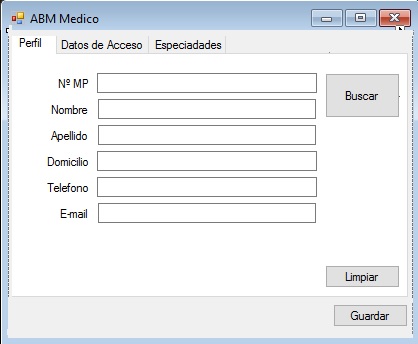 ABM Medico
Perfil Datos de Acceso Especiadades
Nº MP
Buscar
Nombre
Apellido
Domicilio
Telefono
E-mail
Limpiar
Guardar